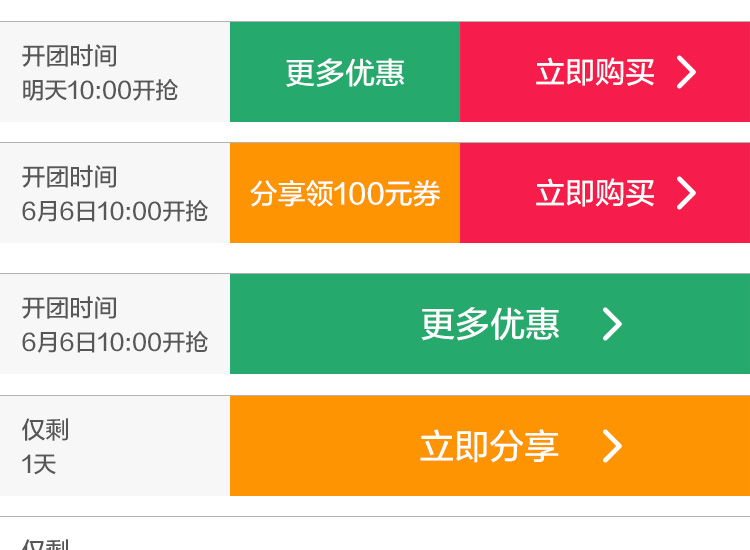 开团时间
明天10:00开抢
更多优惠
立即购买
开团时间
6月6日10:00开抢
分享领100元券
立即购买
开团时间
6月6日10:00开抢
更多优惠
仅剩
1天
立即分享
仅剩